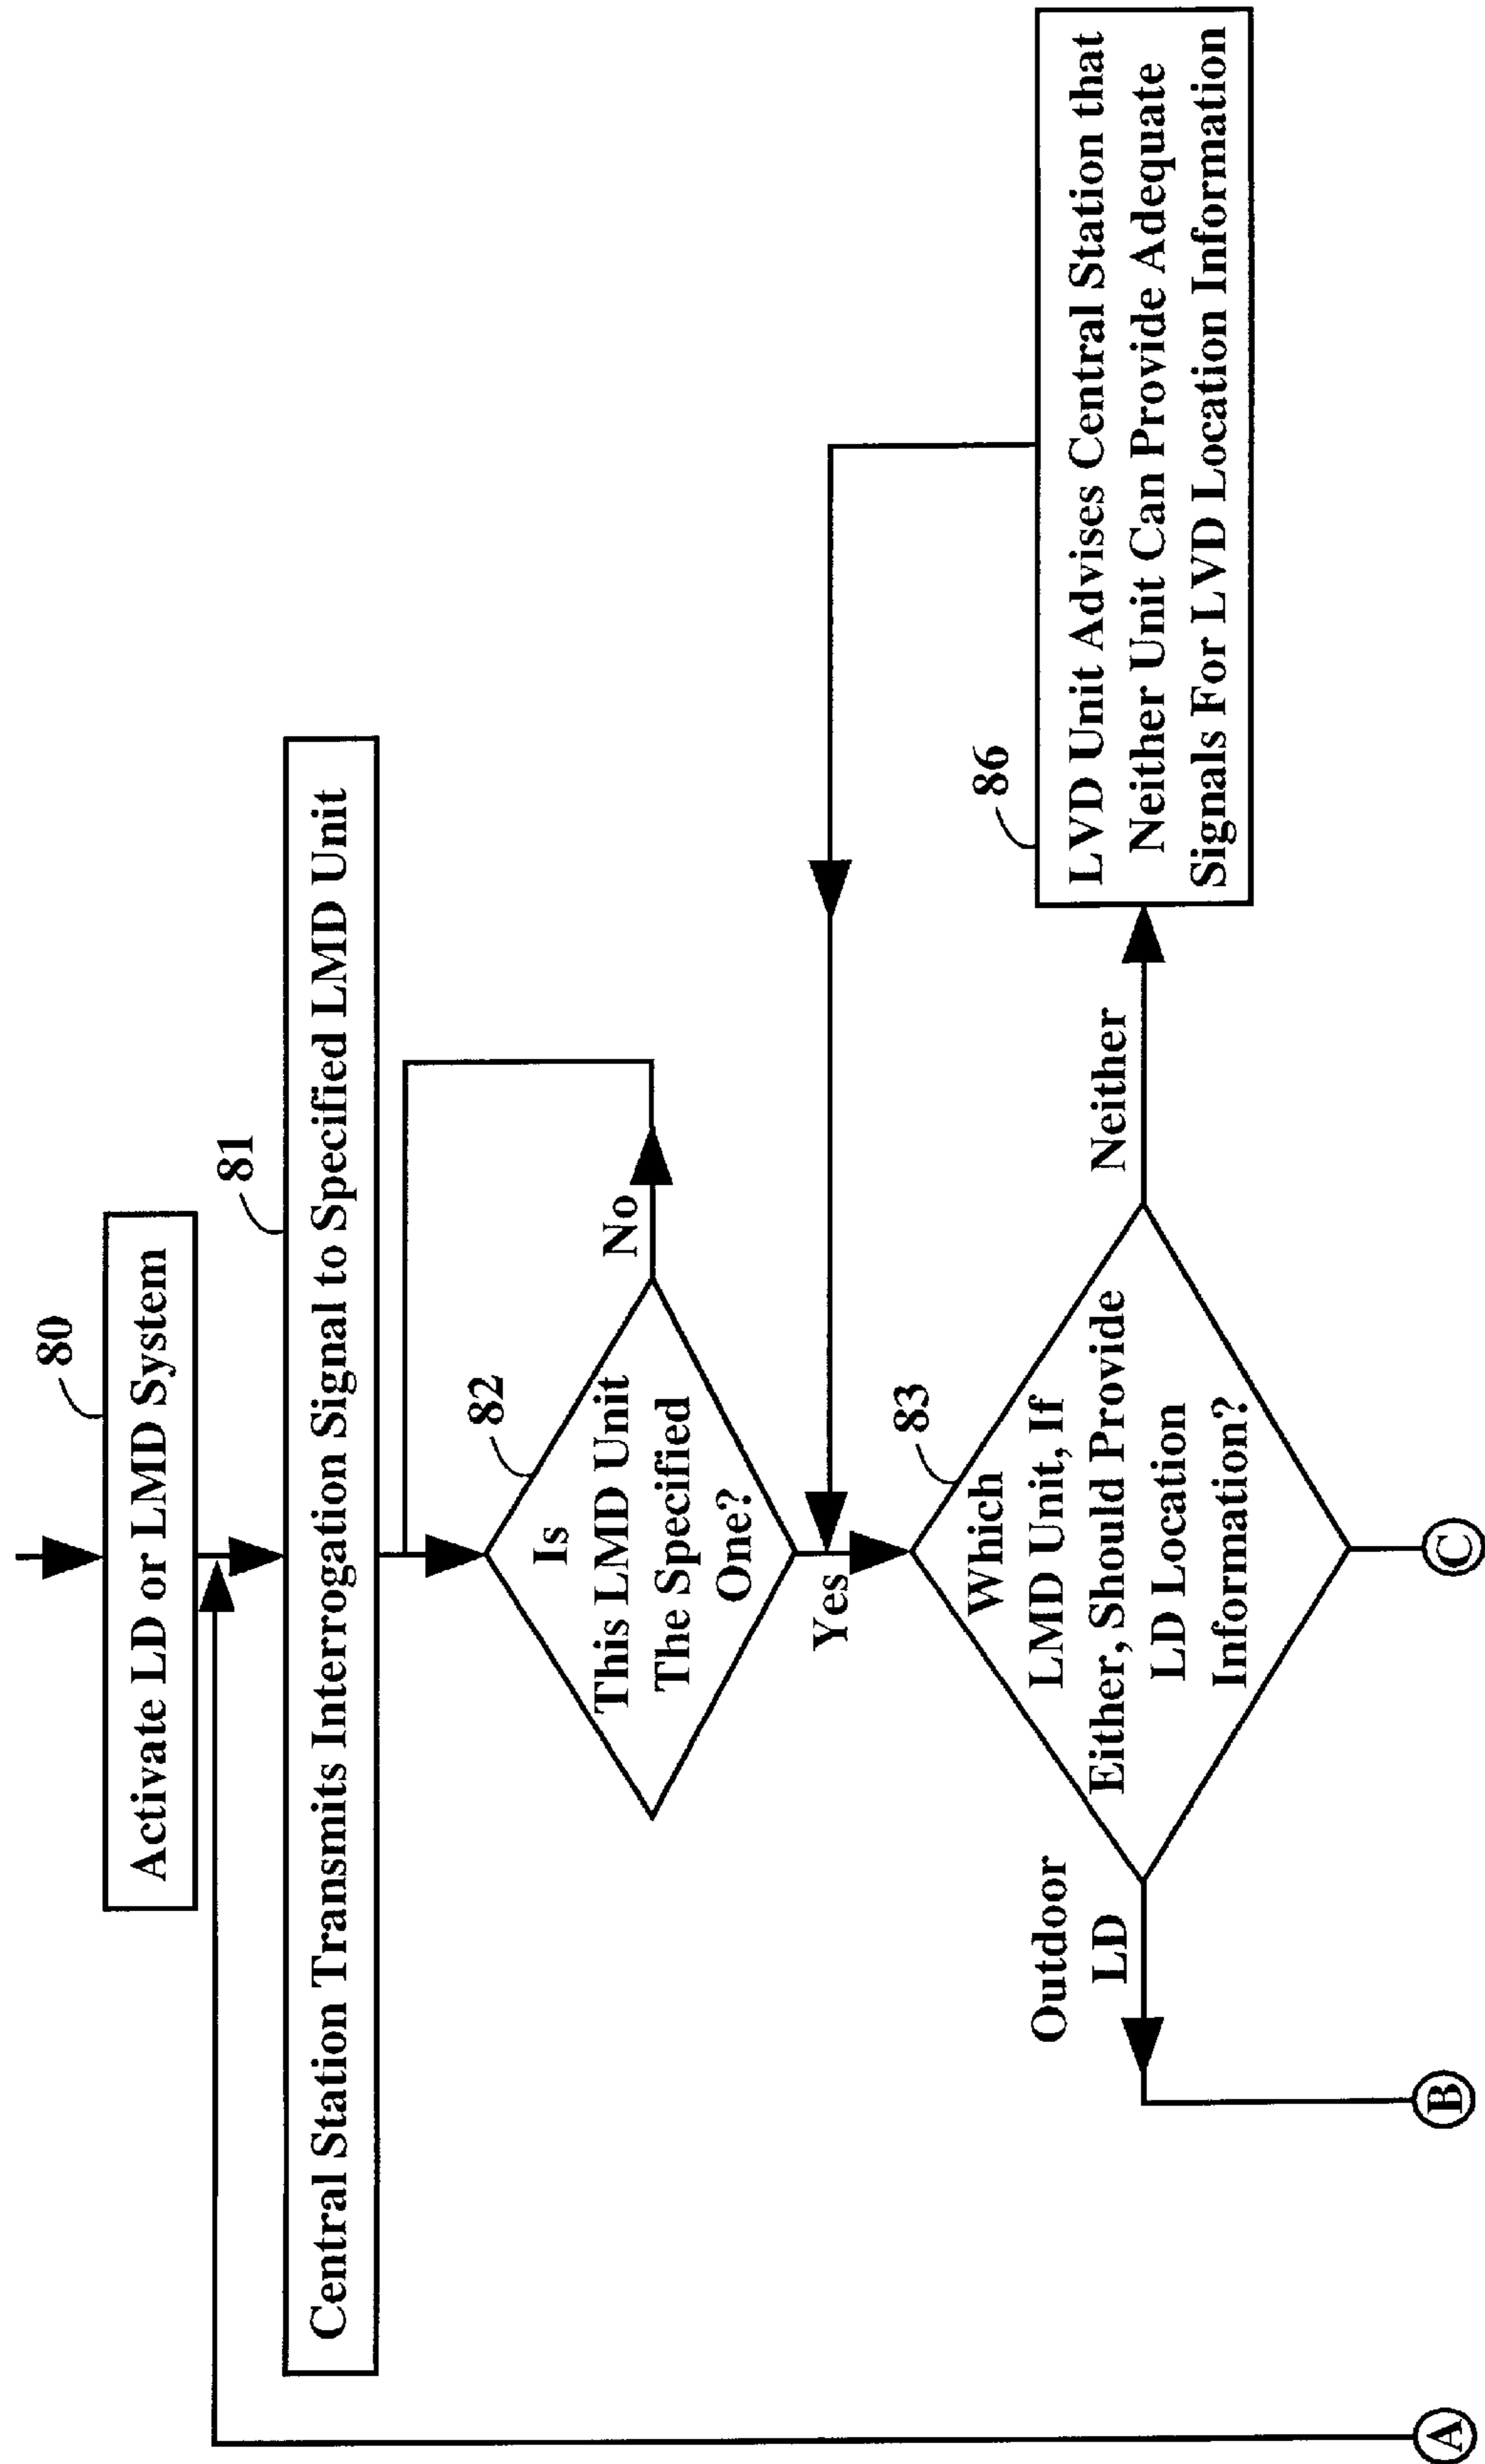 80
Activate LD or LMD System
81
Central Station Transmits Interrogation Signal to Specified LMD Unit
82
Is
This LMD Unit
The Specified
One?
No
Yes
83
Which
LMD Unit, If
Either, Should Provide
LD Location
Information?
Neither
86
LVD Unit Advises Central Station that
Neither Unit Can Provide Adequate
Signals For LVD Location Information
Outdoor
LD
A
B
C